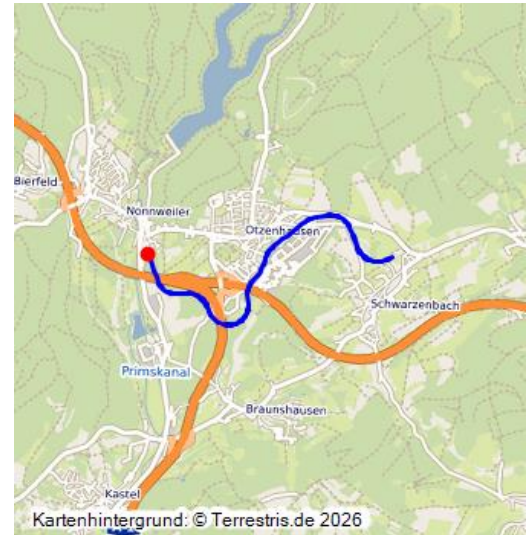 Bierfeld
Nonnweiler
Otzenhausen
Schwarzenbach
Primskanal
Braunshausen
Kastel
Kartenhintergrund: © Terrestris.de 2026